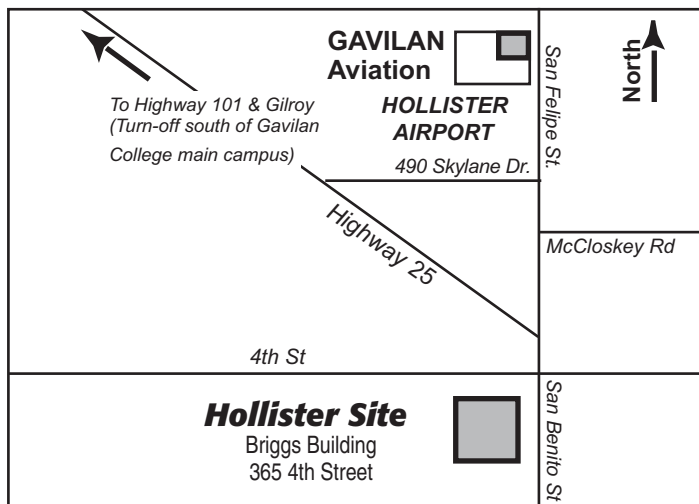 GAVILAN
Aviation
San Felipe St.
North
To Highway 101 & Gilroy
(Turn-off south of Gavilan
College main campus)
HOLLISTER
AIRPORT
490 Skylane Dr.
Highway 25
McCloskey Rd
4th St
Hollister Site
Briggs Building
365 4th Street
San Benito St